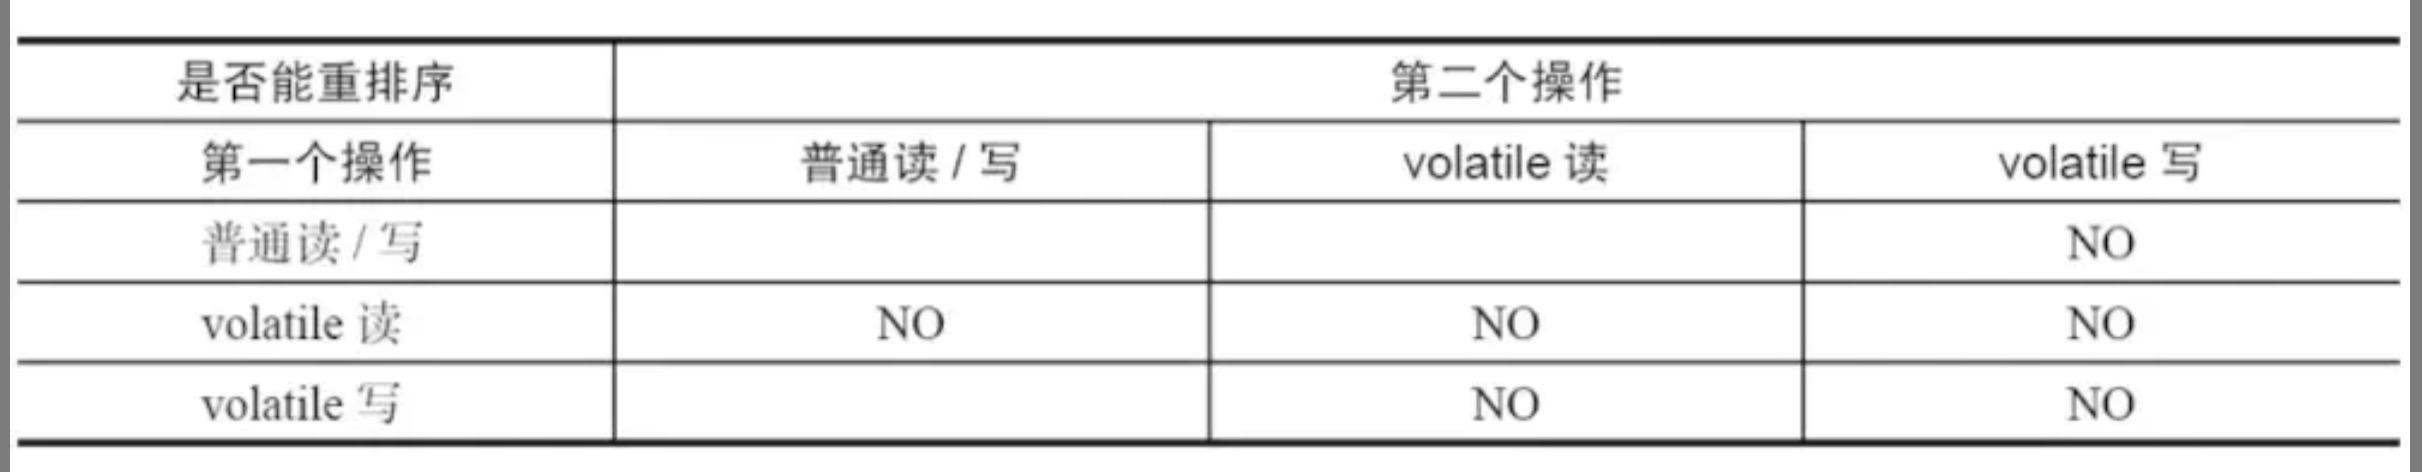 是否能重排序 第二个操作
第一个操作 普通读 / 写 volatile 读 volatile 写
普通读 / 写 NO
volatile 读 NO NO NO
volatile 写 NO NO